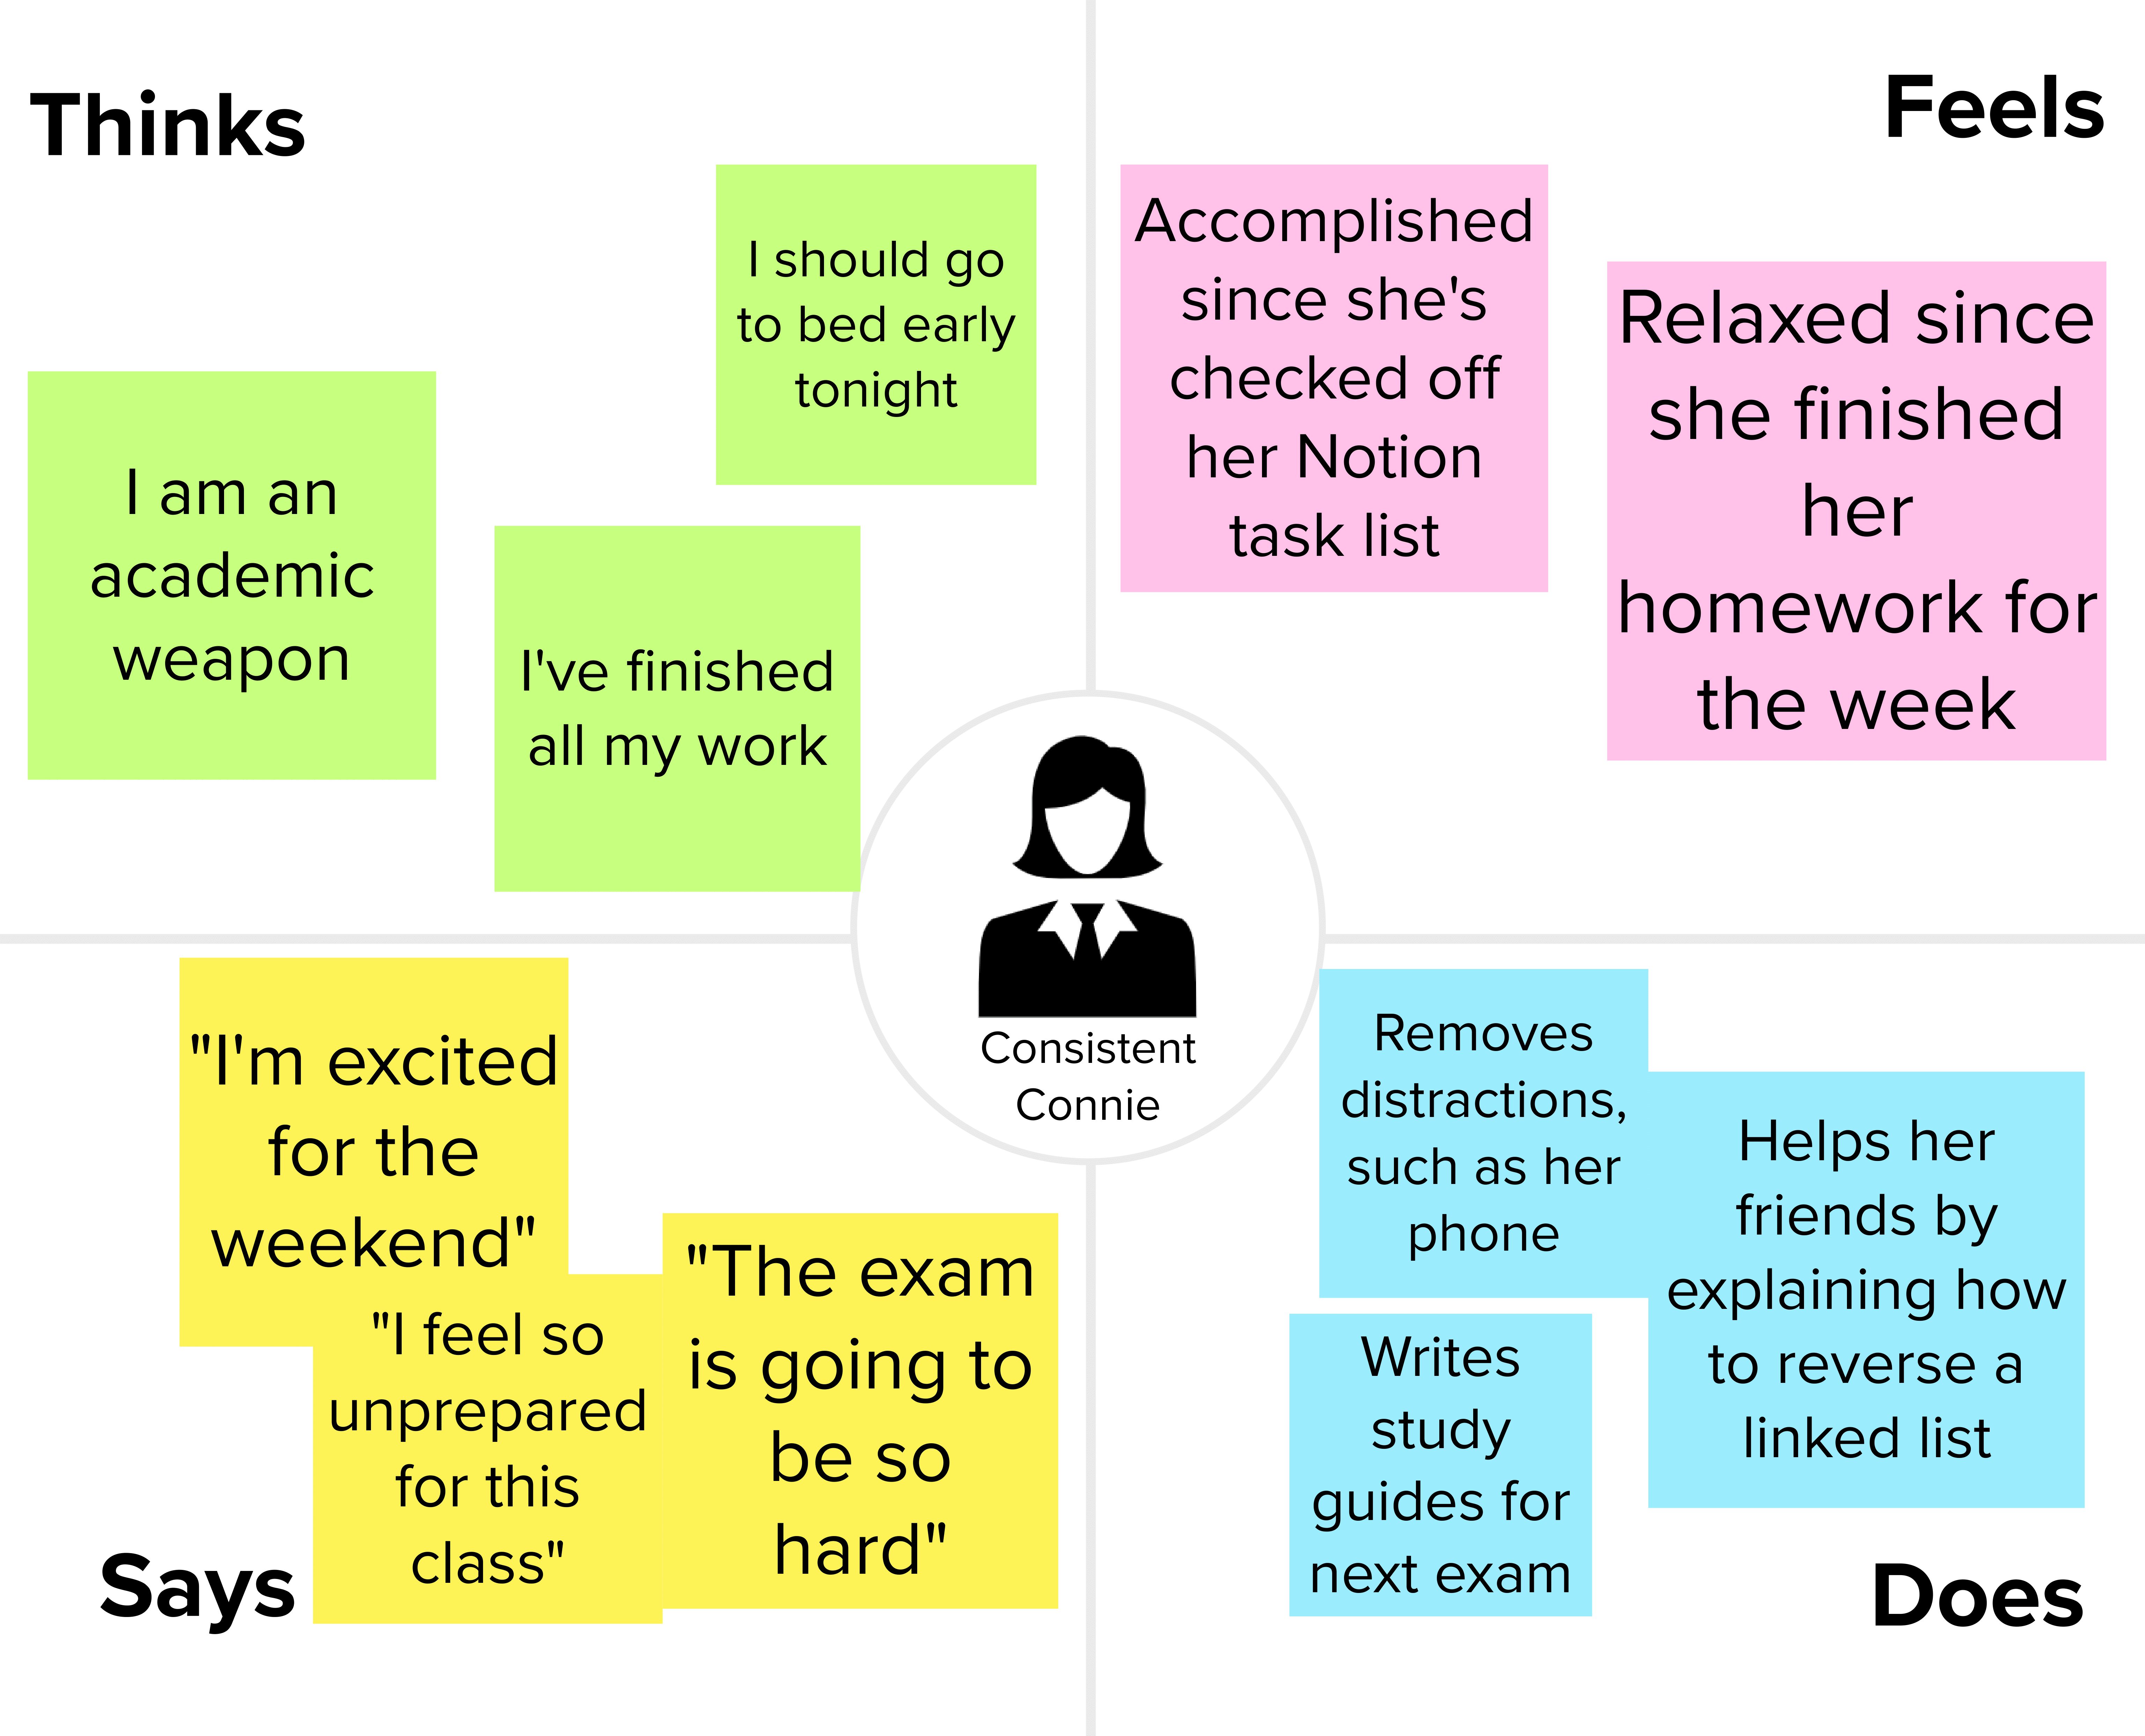 Thinks
I should go
to bed early
tonight
I am an
academic
weapon
I've finished
all my work
Feels
Accomplished
since she's
checked off
her Notion
task list
Relaxed since
she finished
her
homework for
the week
Consistent
Connie
"I'm excited
for the
weekend"
"I feel so
unprepared
for this
class"
"The exam
is going to
be so
hard"
Says
Removes
distractions,
such as her
phone
Helps her
friends by
explaining how
to reverse a
linked list
Writes
study
guides for
next exam
Does